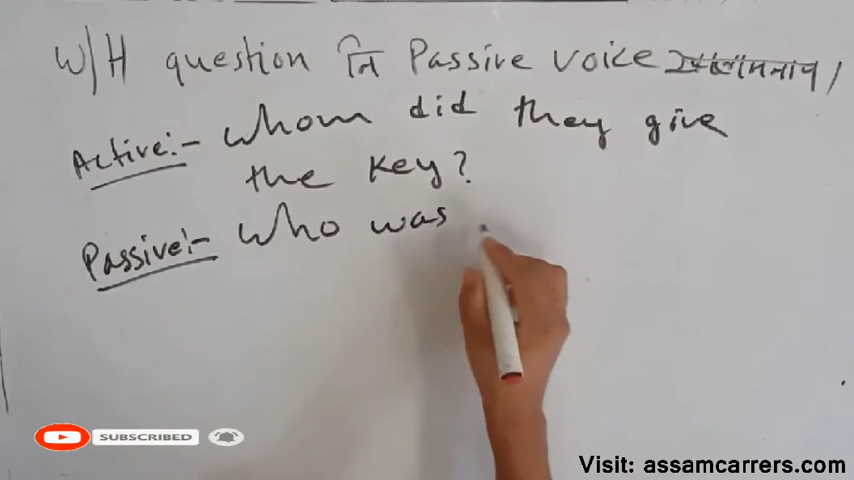 W/H question কি Passive voice
Active:- Whom did they give
the key?
Passive:- Who was
SUBSCRIBED
Visit: assamcarrers.com